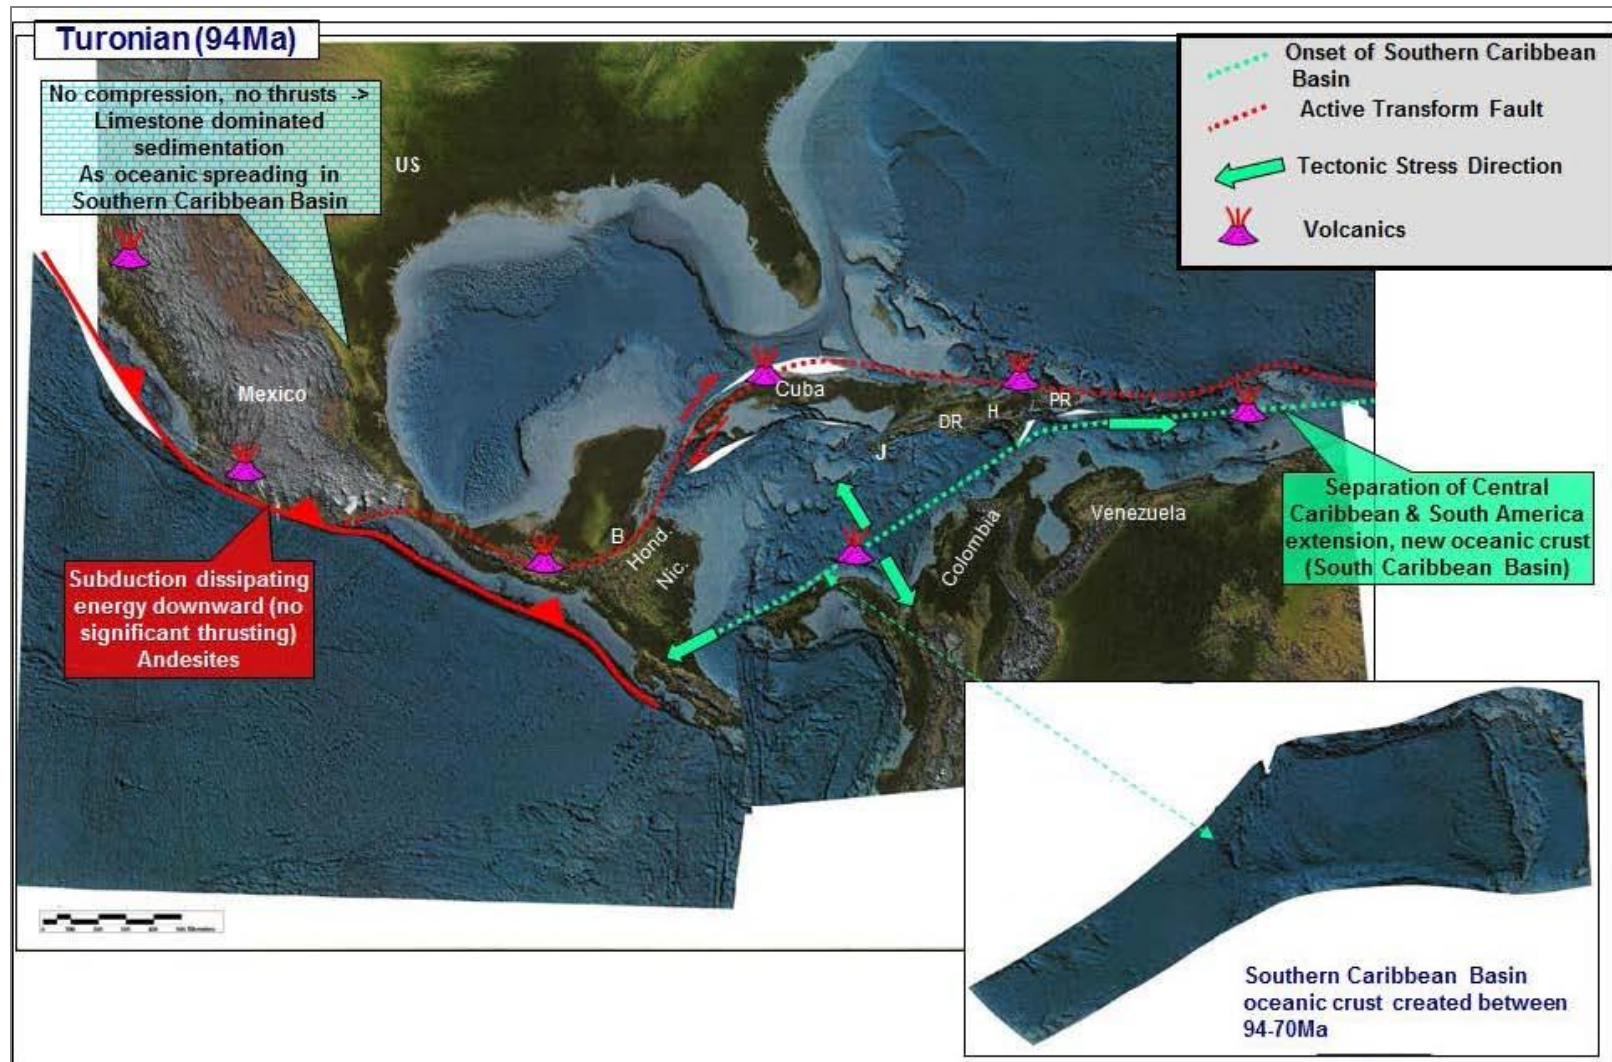 Turonian (94Ma)
No compression, no thrusts ->
Limestone dominated
sedimentation
As oceanic spreading in
Southern Caribbean Basin
US
Onset of Southern Caribbean
Basin
Active Transform Fault
Tectonic Stress Direction
Volcanics
Mexico
Cuba
PR
H
DR
J
B
Hond.
Nic.
Colombia
Venezuela
Separation of Central
Caribbean & South America
extension, new oceanic crust
(South Caribbean Basin)
Subduction dissipating
energy downward (no
significant thrusting)
Andesites
Southern Caribbean Basin
oceanic crust created between
94-70Ma